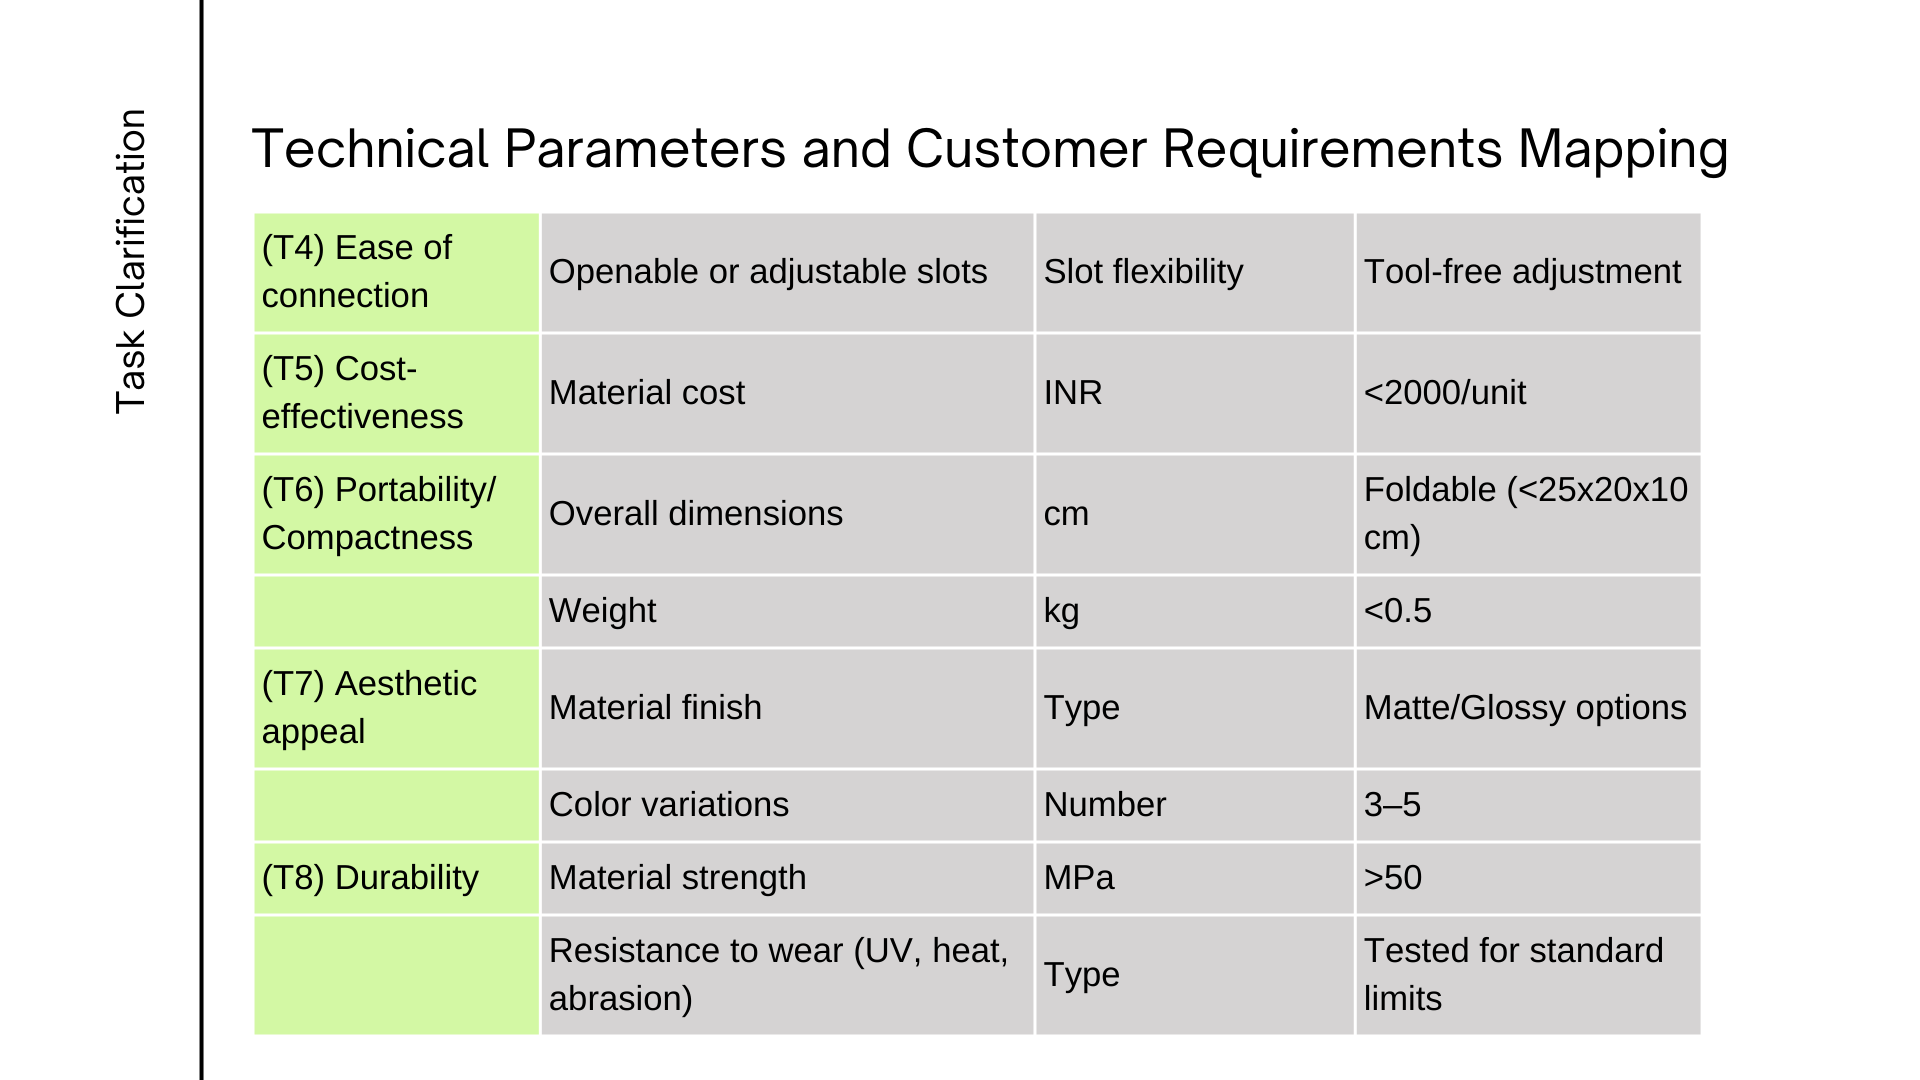 Task Clarification
Technical Parameters and Customer Requirements Mapping
(T4) Ease of
connection
Openable or adjustable slots
Slot flexibility
Tool-free adjustment
(T5) Cost-
effectiveness
Material cost
INR
<2000/unit
(T6) Portability/
Compactness
Overall dimensions
cm
Foldable (<25x20x10
cm)
Weight
kg
<0.5
(T7) Aesthetic
appeal
Material finish
Type
Matte/Glossy options
Color variations
Number
3–5
(T8) Durability
Material strength
MPa
>50
Resistance to wear (UV, heat,
abrasion)
Type
Tested for standard
limits